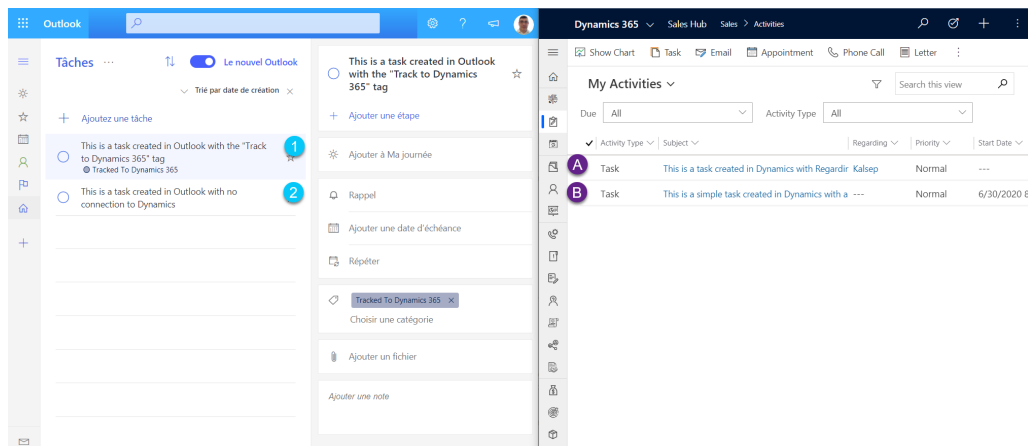 Outlook
?
Tâches ...
Le nouvel Outlook
Trié par date de création ×
+ Ajoutez une tâche
This is a task created in Outlook with the "Track
to Dynamics 365" tag
Tracked To Dynamics 365
1
This is a task created in Outlook with no
connection to Dynamics
2
This is a task created in Outlook
with the "Track to Dynamics
365" tag
+ Ajouter une étape
Ajouter à Ma journée
Rappel
Ajouter une date d'échéance
Répéter
Tracked To Dynamics 365 ×
Choisir une catégorie
Ajouter un fichier
Ajouter une note
Dynamics 365 Sales Hub Sales > Activities
Show Chart Task Email Appointment Phone Call Letter
My Activities
Search this view
Due All Activity Type All
Activity Type Subject Regarding Priority Start Date
A Task This is a task created in Dynamics with Regardir Kalsep Normal ---
B Task This is a simple task created in Dynamics with a --- Normal 6/30/2020 8